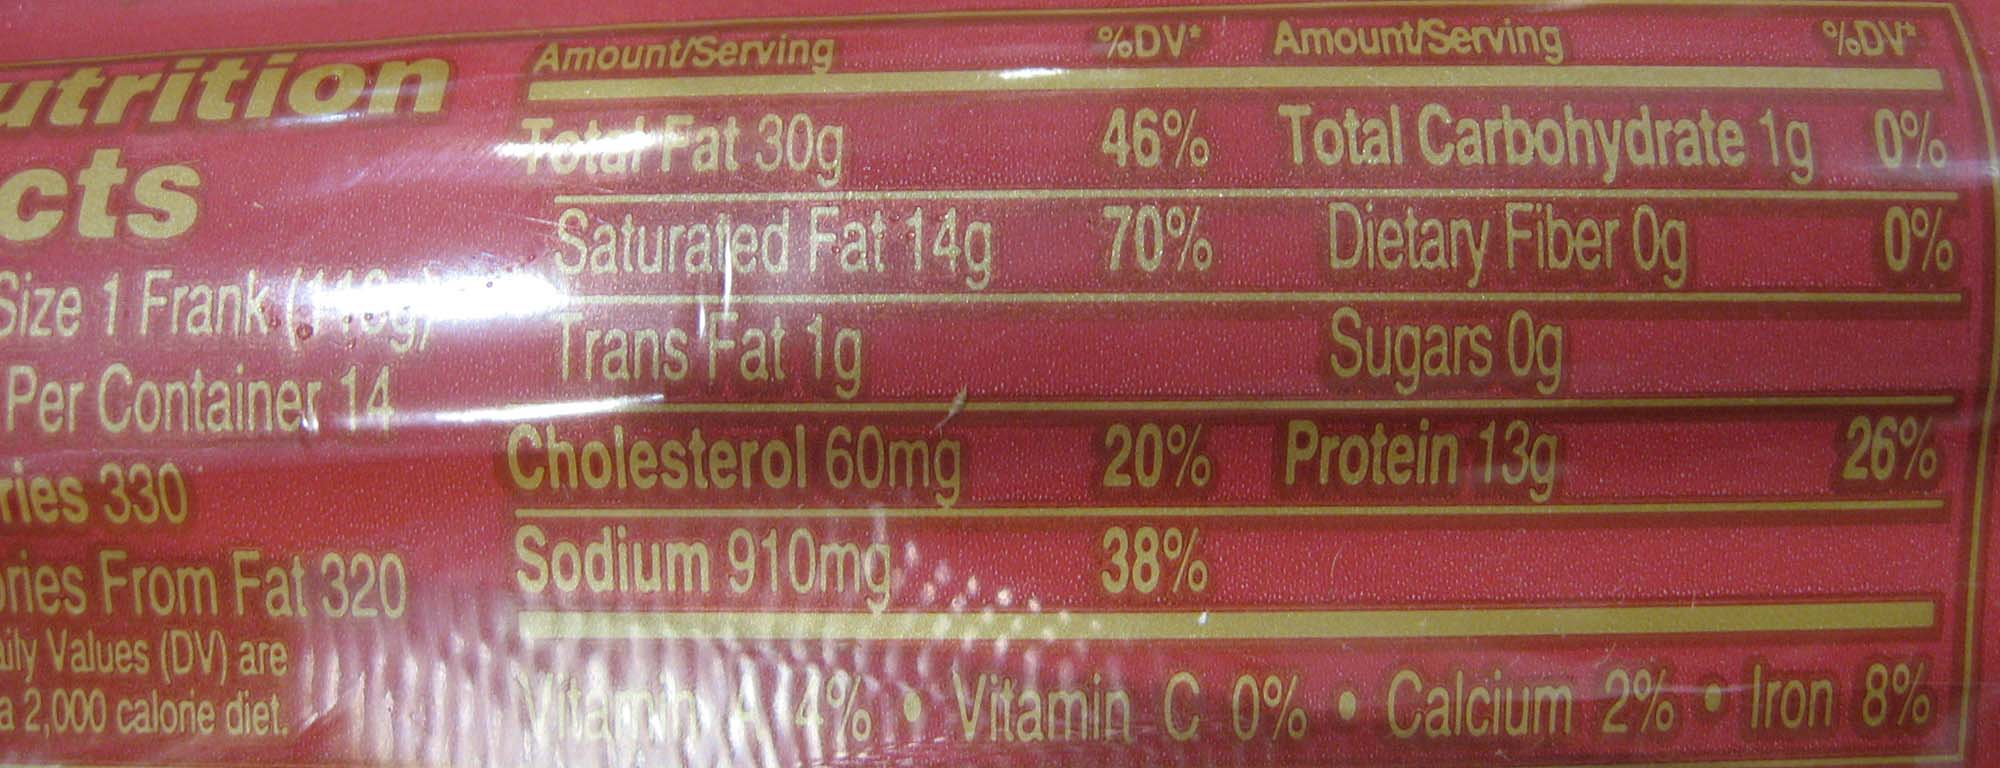 utrition
cts
Size 1 Frank (113g)
Per Container 14
ries 330
ories From Fat 320
aily Values (DV) are
a 2,000 calorie diet.
Amount/Serving %DV*
Total Fat 30g 46%
Saturated Fat 14g 70%
Trans Fat 1g
Cholesterol 60mg 20%
Sodium 910mg 38%
Amount/Serving %DV*
Total Carbohydrate 1g 0%
Dietary Fiber 0g 0%
Sugars 0g
Protein 13g 26%
Vitamin A 4% • Vitamin C 0% • Calcium 2% • Iron 8%